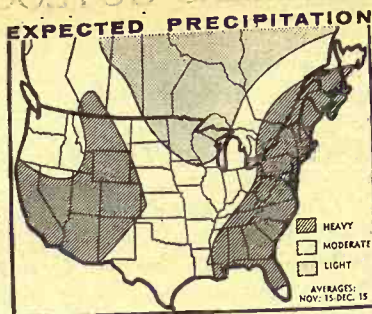 EXPECTED PRECIPITATION
HEAVY
MODERATE
LIGHT
AVERAGES:
NOV. 15-DEC. 15